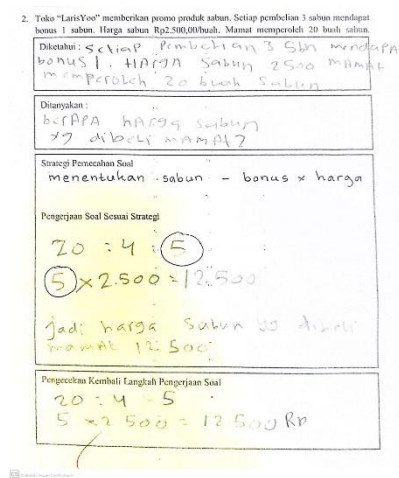 2. Toko "LarisYoo" memberikan promo produk sabun. Setiap pembelian 3 sabun mendapat
bonus 1 sabun. Harga sabun Rp2.500,00/buah. Mamat memperoleh 20 buah sabun.
Diketahui : Setiap Pembelian 3 Sbn mendapA
bonus 1. HArgA Sabun 2500 MAMAt
memperoleh 20 buah Sabun
Ditanyakan :
berAPA hArga sabun
yg dibeli mAmAt?
Strategi Pemecahan Soal
menentukan sabun - bonus x harga
Pengerjaan Soal Sesuai Strategi
20 : 4 : 5
5 x 2.500 = 12.500
jadi harga Sabun yg dibeli
mamAt 12.500
Pengecekan Kembali Langkah Pengerjaan Soal
20 : 4 5
5 x 2 500 = 12 500 Rp